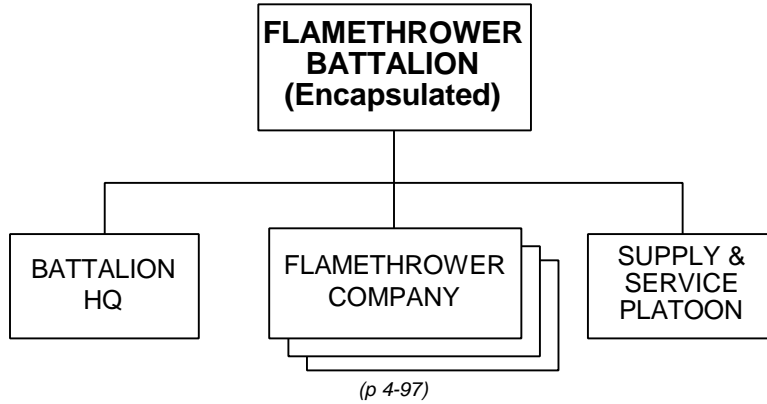 FLAMETHROWER
BATTALION
(Encapsulated)
BATTALION
HQ
FLAMETHROWER
COMPANY
(p 4-97)
SUPPLY &
SERVICE
PLATOON